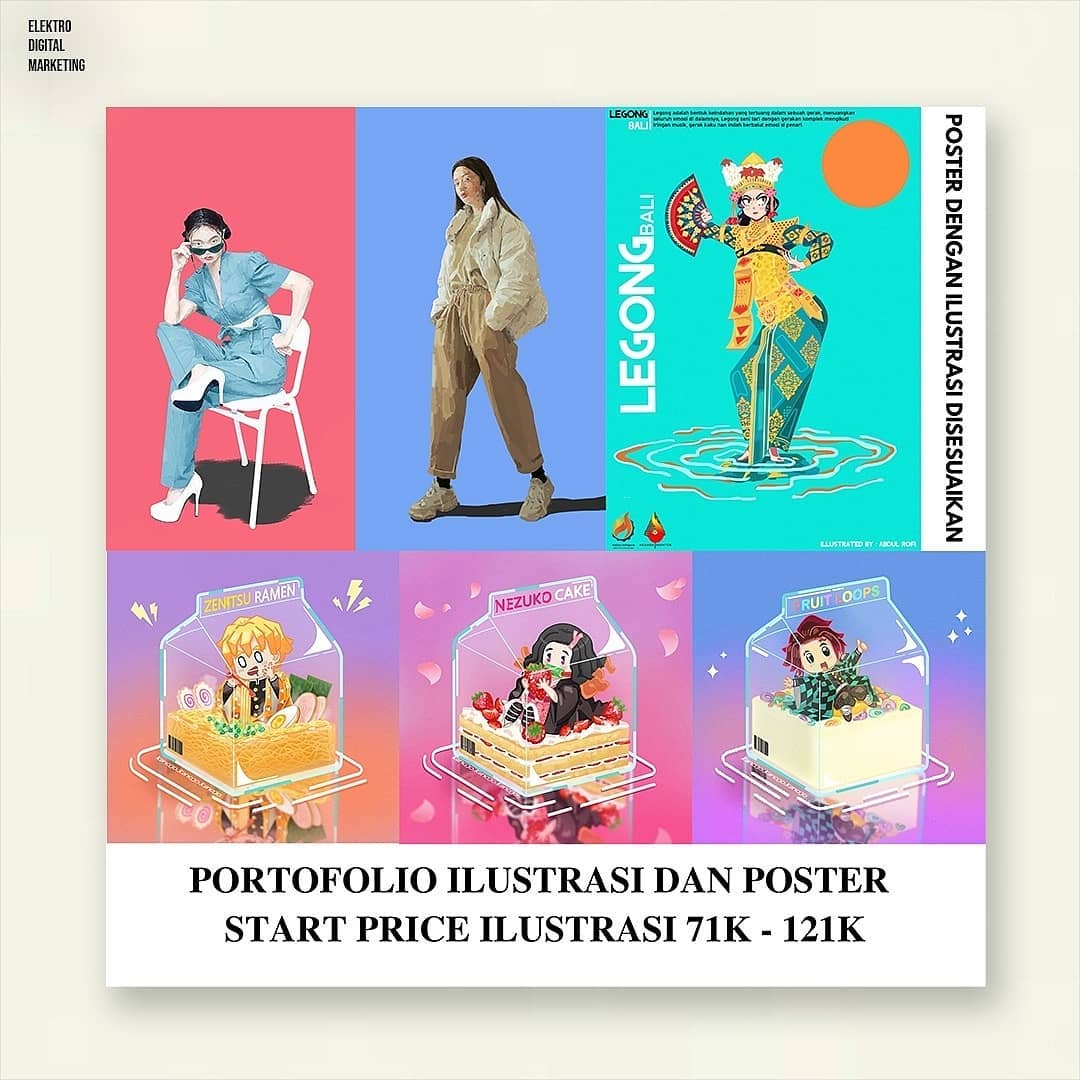 ELEKTRO
DIGITAL
MARKETING
LEGONG
BALI
Legong adalah bentuk keindahan yang tertuang dalam sebuah gerak, menuangkan
seluruh emosi di dalamnya, Legong seni tari dengan gerakan komplek mengikuti
iringan musik, gerak kaku nan indah berbalut emosi si penari.
LEGONG BALI
ILLUSTRATED BY : ABDUL ROFI
POSTER DENGAN ILUSTRASI DISESUAIKAN
ZENITSU RAMEN
NEZUKO CAKE
FRUIT LOOPS
PORTOFOLIO ILUSTRASI DAN POSTER
START PRICE ILUSTRASI 71K - 121K